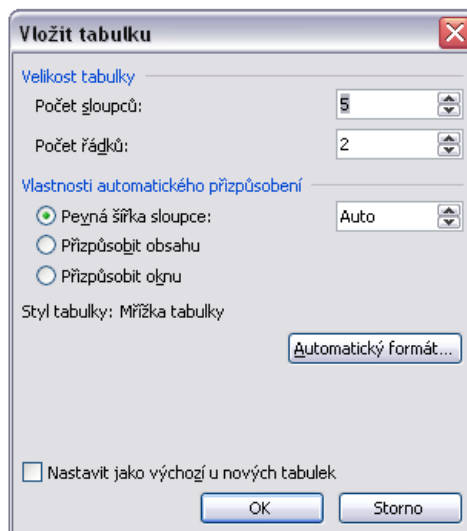 Vložit tabulku
Velikost tabulky
Počet sloupců: 5
Počet řádků: 2
Vlastnosti automatického přizpůsobení
Pevná šířka sloupce: Auto
Přizpůsobit obsahu
Přizpůsobit oknu
Styl tabulky: Mřížka tabulky
Automatický formát...
Nastavit jako výchozí u nových tabulek
OK Storno